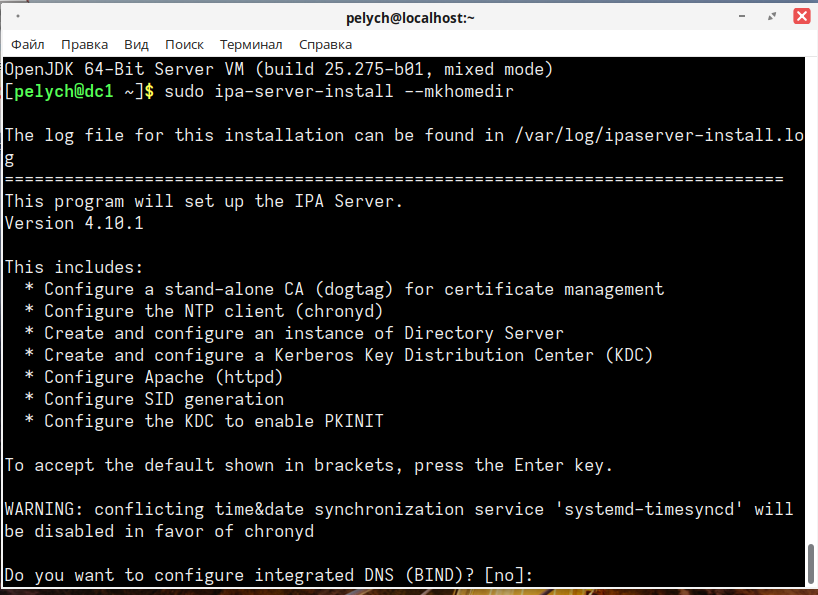 pelych@localhost:~
Файл Правка Вид Поиск Терминал Справка
OpenJDK 64-Bit Server VM (build 25.275-b01, mixed mode)
[pelych@dc1 ~]$ sudo ipa-server-install --mkhomedir
The log file for this installation can be found in /var/log/ipaserver-install.lo
g
==============================================================================
This program will set up the IPA Server.
Version 4.10.1
This includes:
* Configure a stand-alone CA (dogtag) for certificate management
* Configure the NTP client (chronyd)
* Create and configure an instance of Directory Server
* Create and configure a Kerberos Key Distribution Center (KDC)
* Configure Apache (httpd)
* Configure SID generation
* Configure the KDC to enable PKINIT
To accept the default shown in brackets, press the Enter key.
WARNING: conflicting time&date synchronization service 'systemd-timesyncd' will
be disabled in favor of chronyd
Do you want to configure integrated DNS (BIND)? [no]: